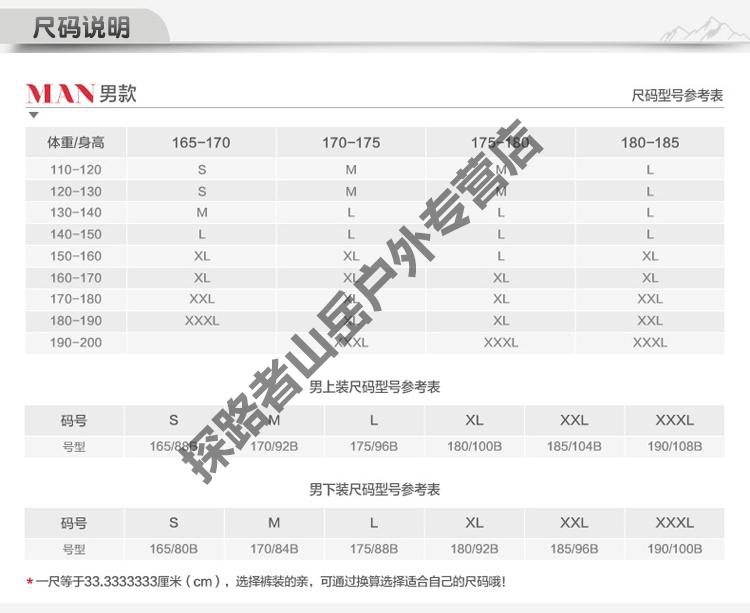 尺码说明
MAN 男款
尺码型号参考表
体重/身高 165-170 170-175 175-180 180-185
110-120 S M M L
120-130 S M M L
130-140 M L L L
140-150 L L L L
150-160 XL XL L XL
160-170 XL XL XL XL
170-180 XXL XL XL XXL
180-190 XXXL XL XL XXL
190-200 XXXL XXXL XXXL
男上装尺码型号参考表
码号 S M L XL XXL XXXL
号型 165/88B 170/92B 175/96B 180/100B 185/104B 190/108B
男下装尺码型号参考表
码号 S M L XL XXL XXXL
号型 165/80B 170/84B 175/88B 180/92B 185/96B 190/100B
*一尺等于33.3333333厘米(cm),选择裤装的亲,可通过换算选择适合自己的尺码哦!
探路者山岳户外专营店